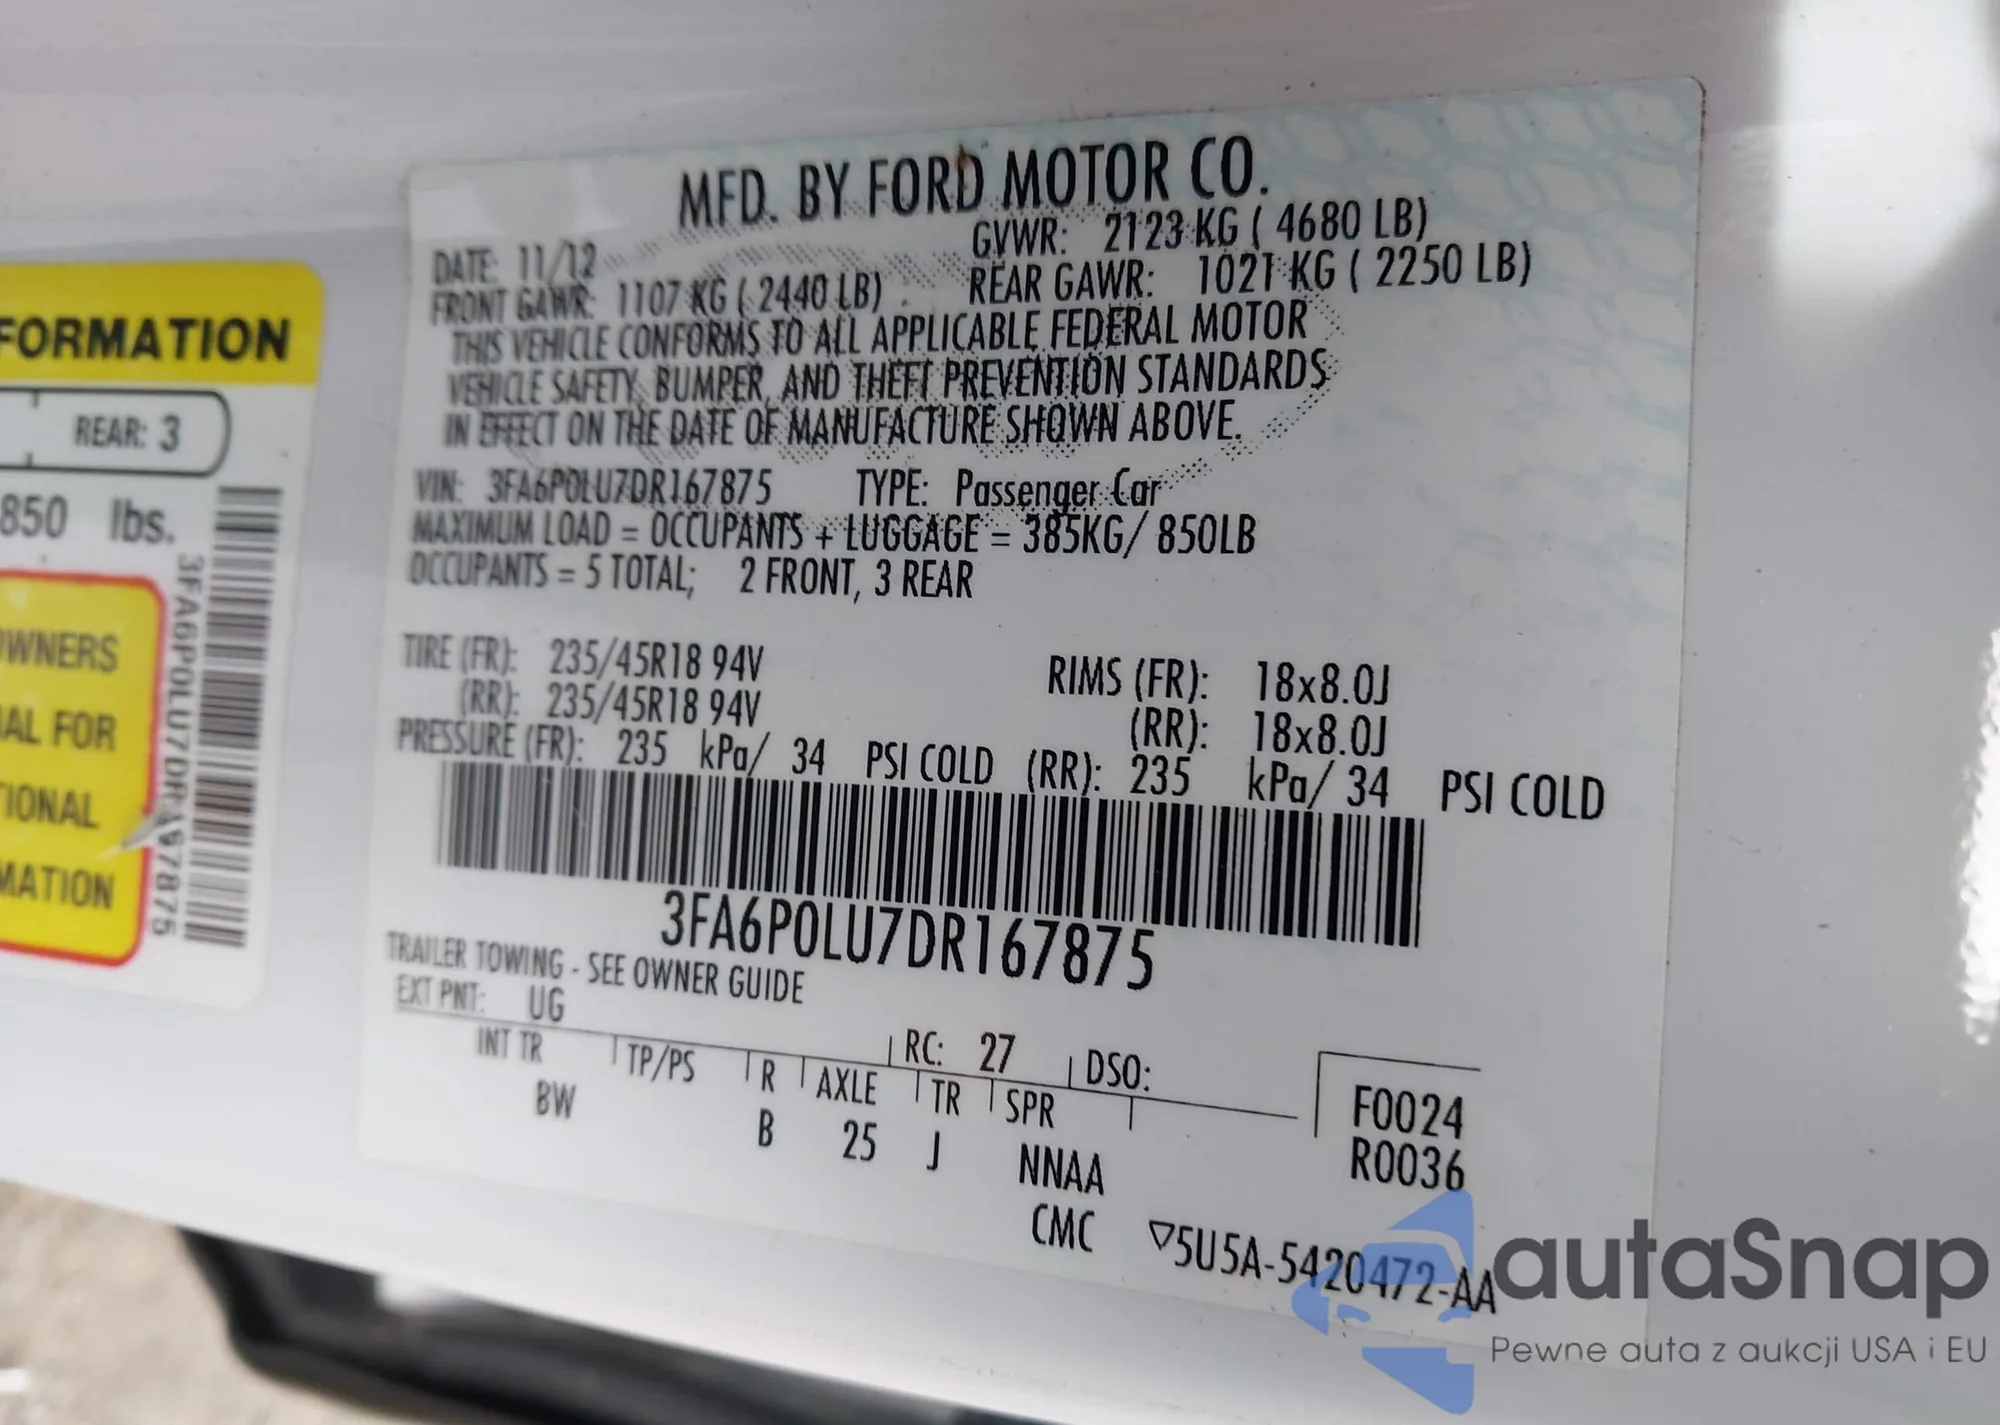 FORMATION
REAR: 3
850 lbs.
OWNERS
AL FOR
TIONAL
MATION
3FA6P0LU7DR167875
MFD. BY FORD MOTOR CO.
DATE: 11/12 GVWR: 2123 KG ( 4680 LB)
FRONT GAWR: 1107 KG ( 2440 LB) REAR GAWR: 1021 KG ( 2250 LB)
THIS VEHICLE CONFORMS TO ALL APPLICABLE FEDERAL MOTOR
VEHICLE SAFETY, BUMPER, AND THEFT PREVENTION STANDARDS
IN EFFECT ON THE DATE OF MANUFACTURE SHOWN ABOVE.
VIN: 3FA6P0LU7DR167875 TYPE: Passenger Car
MAXIMUM LOAD = OCCUPANTS + LUGGAGE = 385KG/ 850LB
OCCUPANTS = 5 TOTAL; 2 FRONT, 3 REAR
TIRE (FR): 235/45R18 94V RIMS (FR): 18x8.0J
(RR): 235/45R18 94V (RR): 18x8.0J
PRESSURE (FR): 235 kPa/ 34 PSI COLD (RR): 235 kPa/ 34 PSI COLD
3FA6P0LU7DR167875
TRAILER TOWING - SEE OWNER GUIDE
EXT PNT: UG RC: 27 DSO:
INT TR TP/PS R AXLE TR SPR
BW B 25 J NNAA
F0024
R0036
CMC ▽5U5A-5420472-AA
autaSnap
Pewne auta z aukcji USA i EU